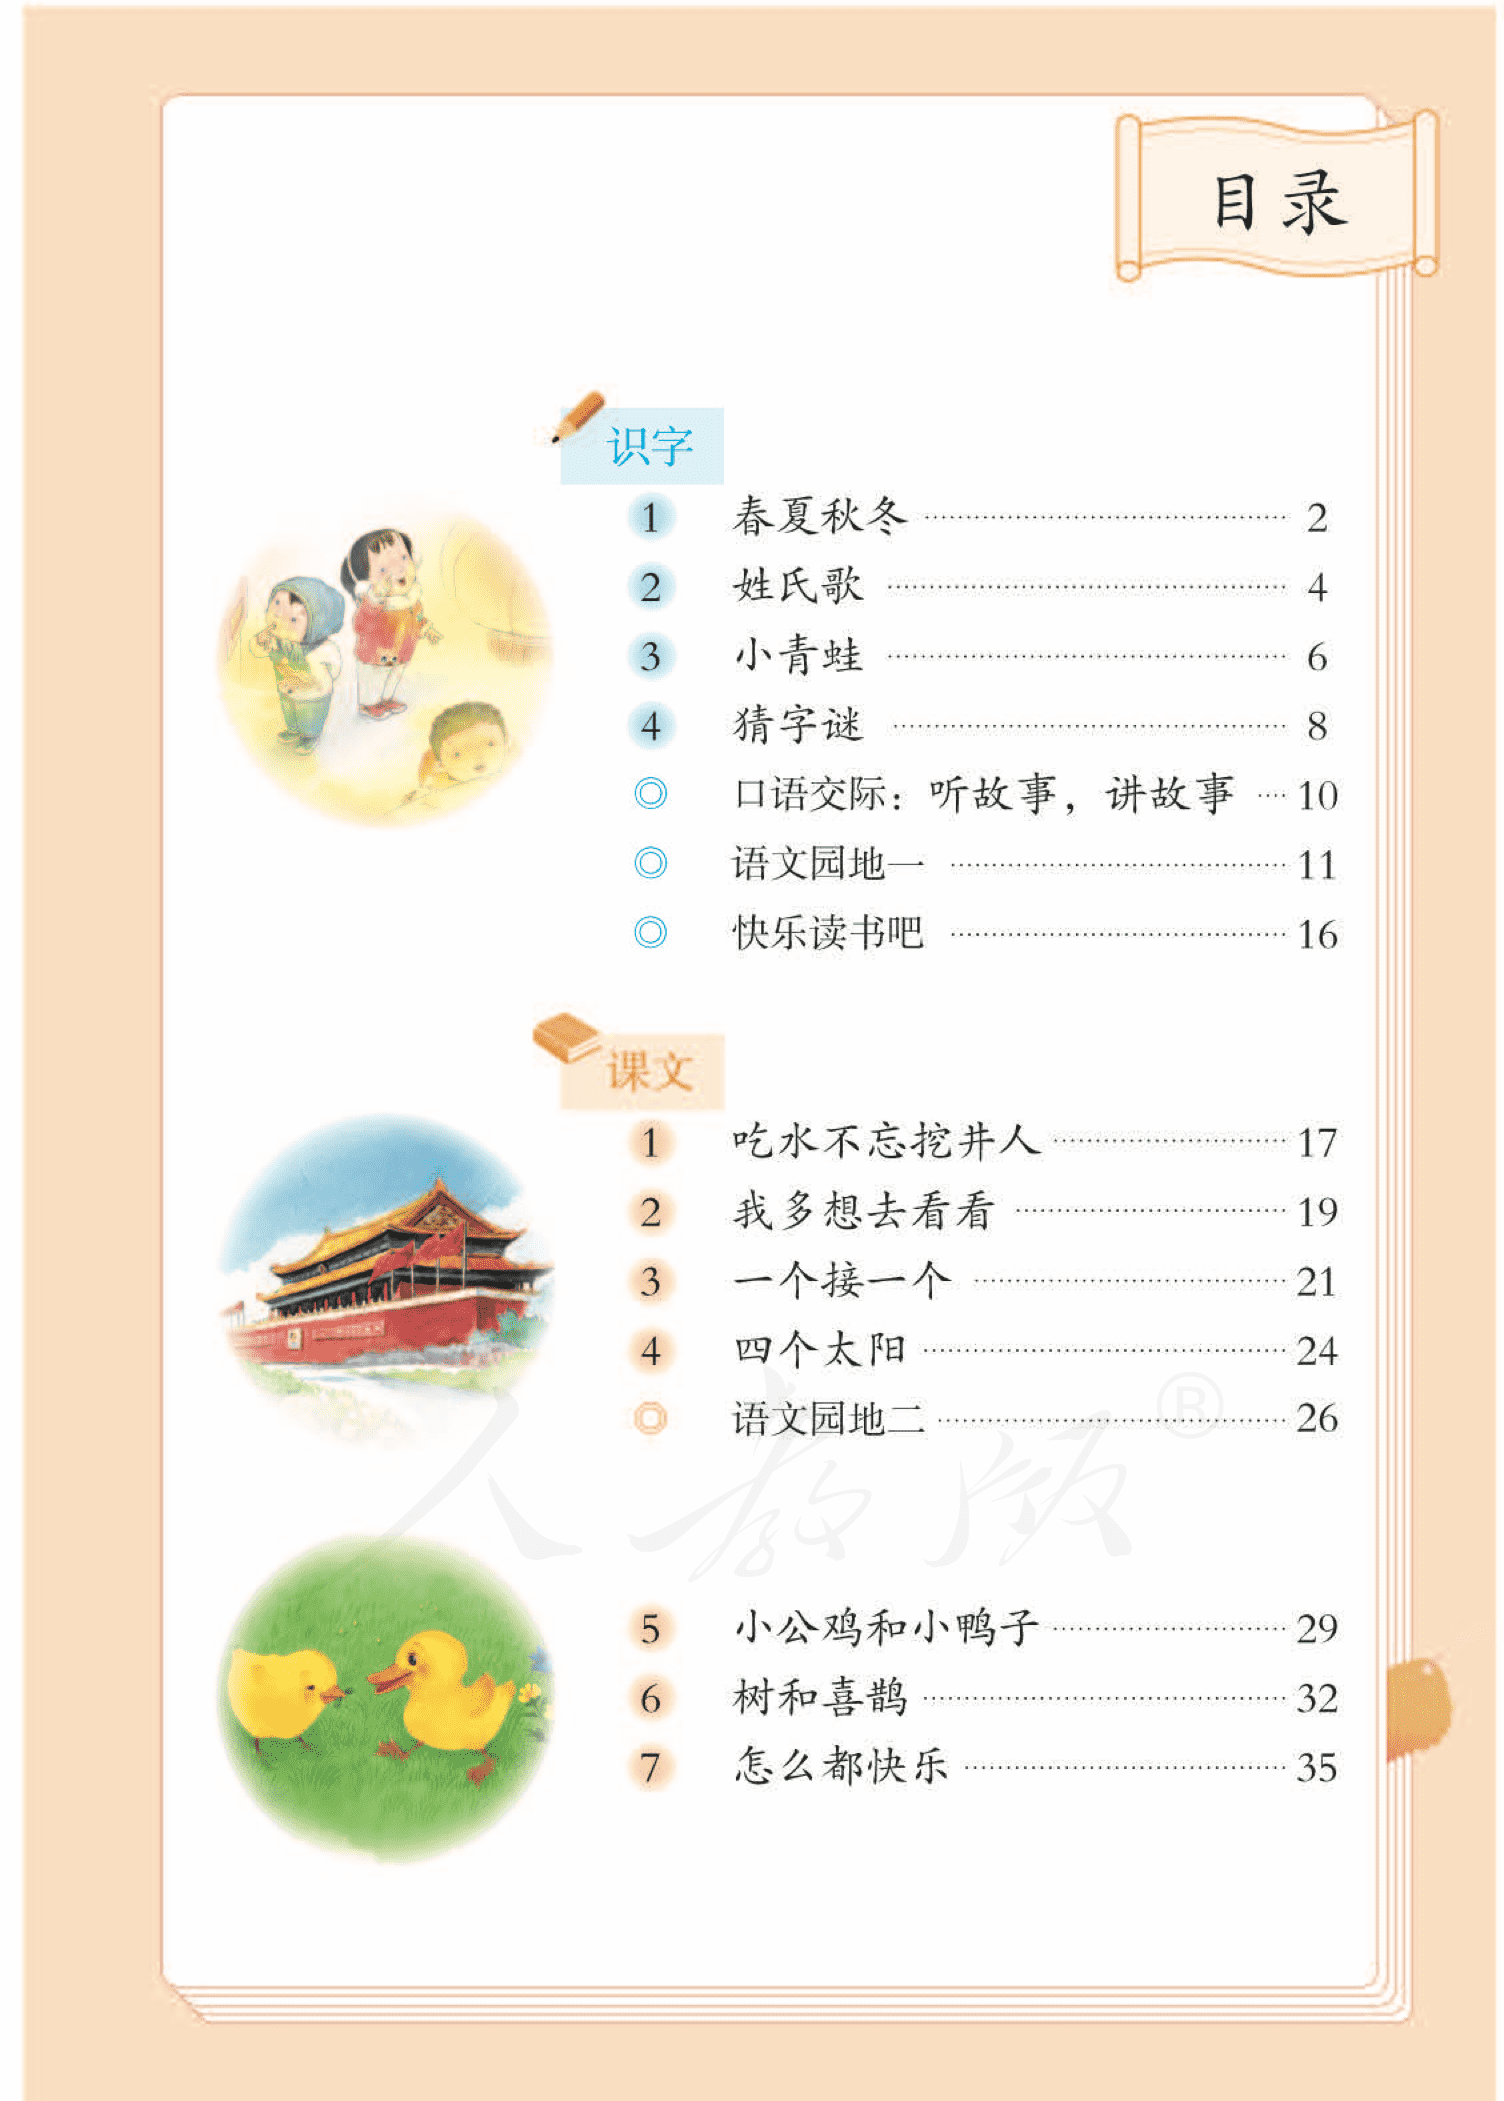 目录
识字
1 春夏秋冬 2
2 姓氏歌 4
3 小青蛙 6
4 猜字谜 8
◎ 口语交际：听故事，讲故事 10
◎ 语文园地一 11
◎ 快乐读书吧 16
课文
1 吃水不忘挖井人 17
2 我多想去看看 19
3 一个接一个 21
4 四个太阳 24
◎ 语文园地二 26
人教版®
5 小公鸡和小鸭子 29
6 树和喜鹊 32
7 怎么都快乐 35